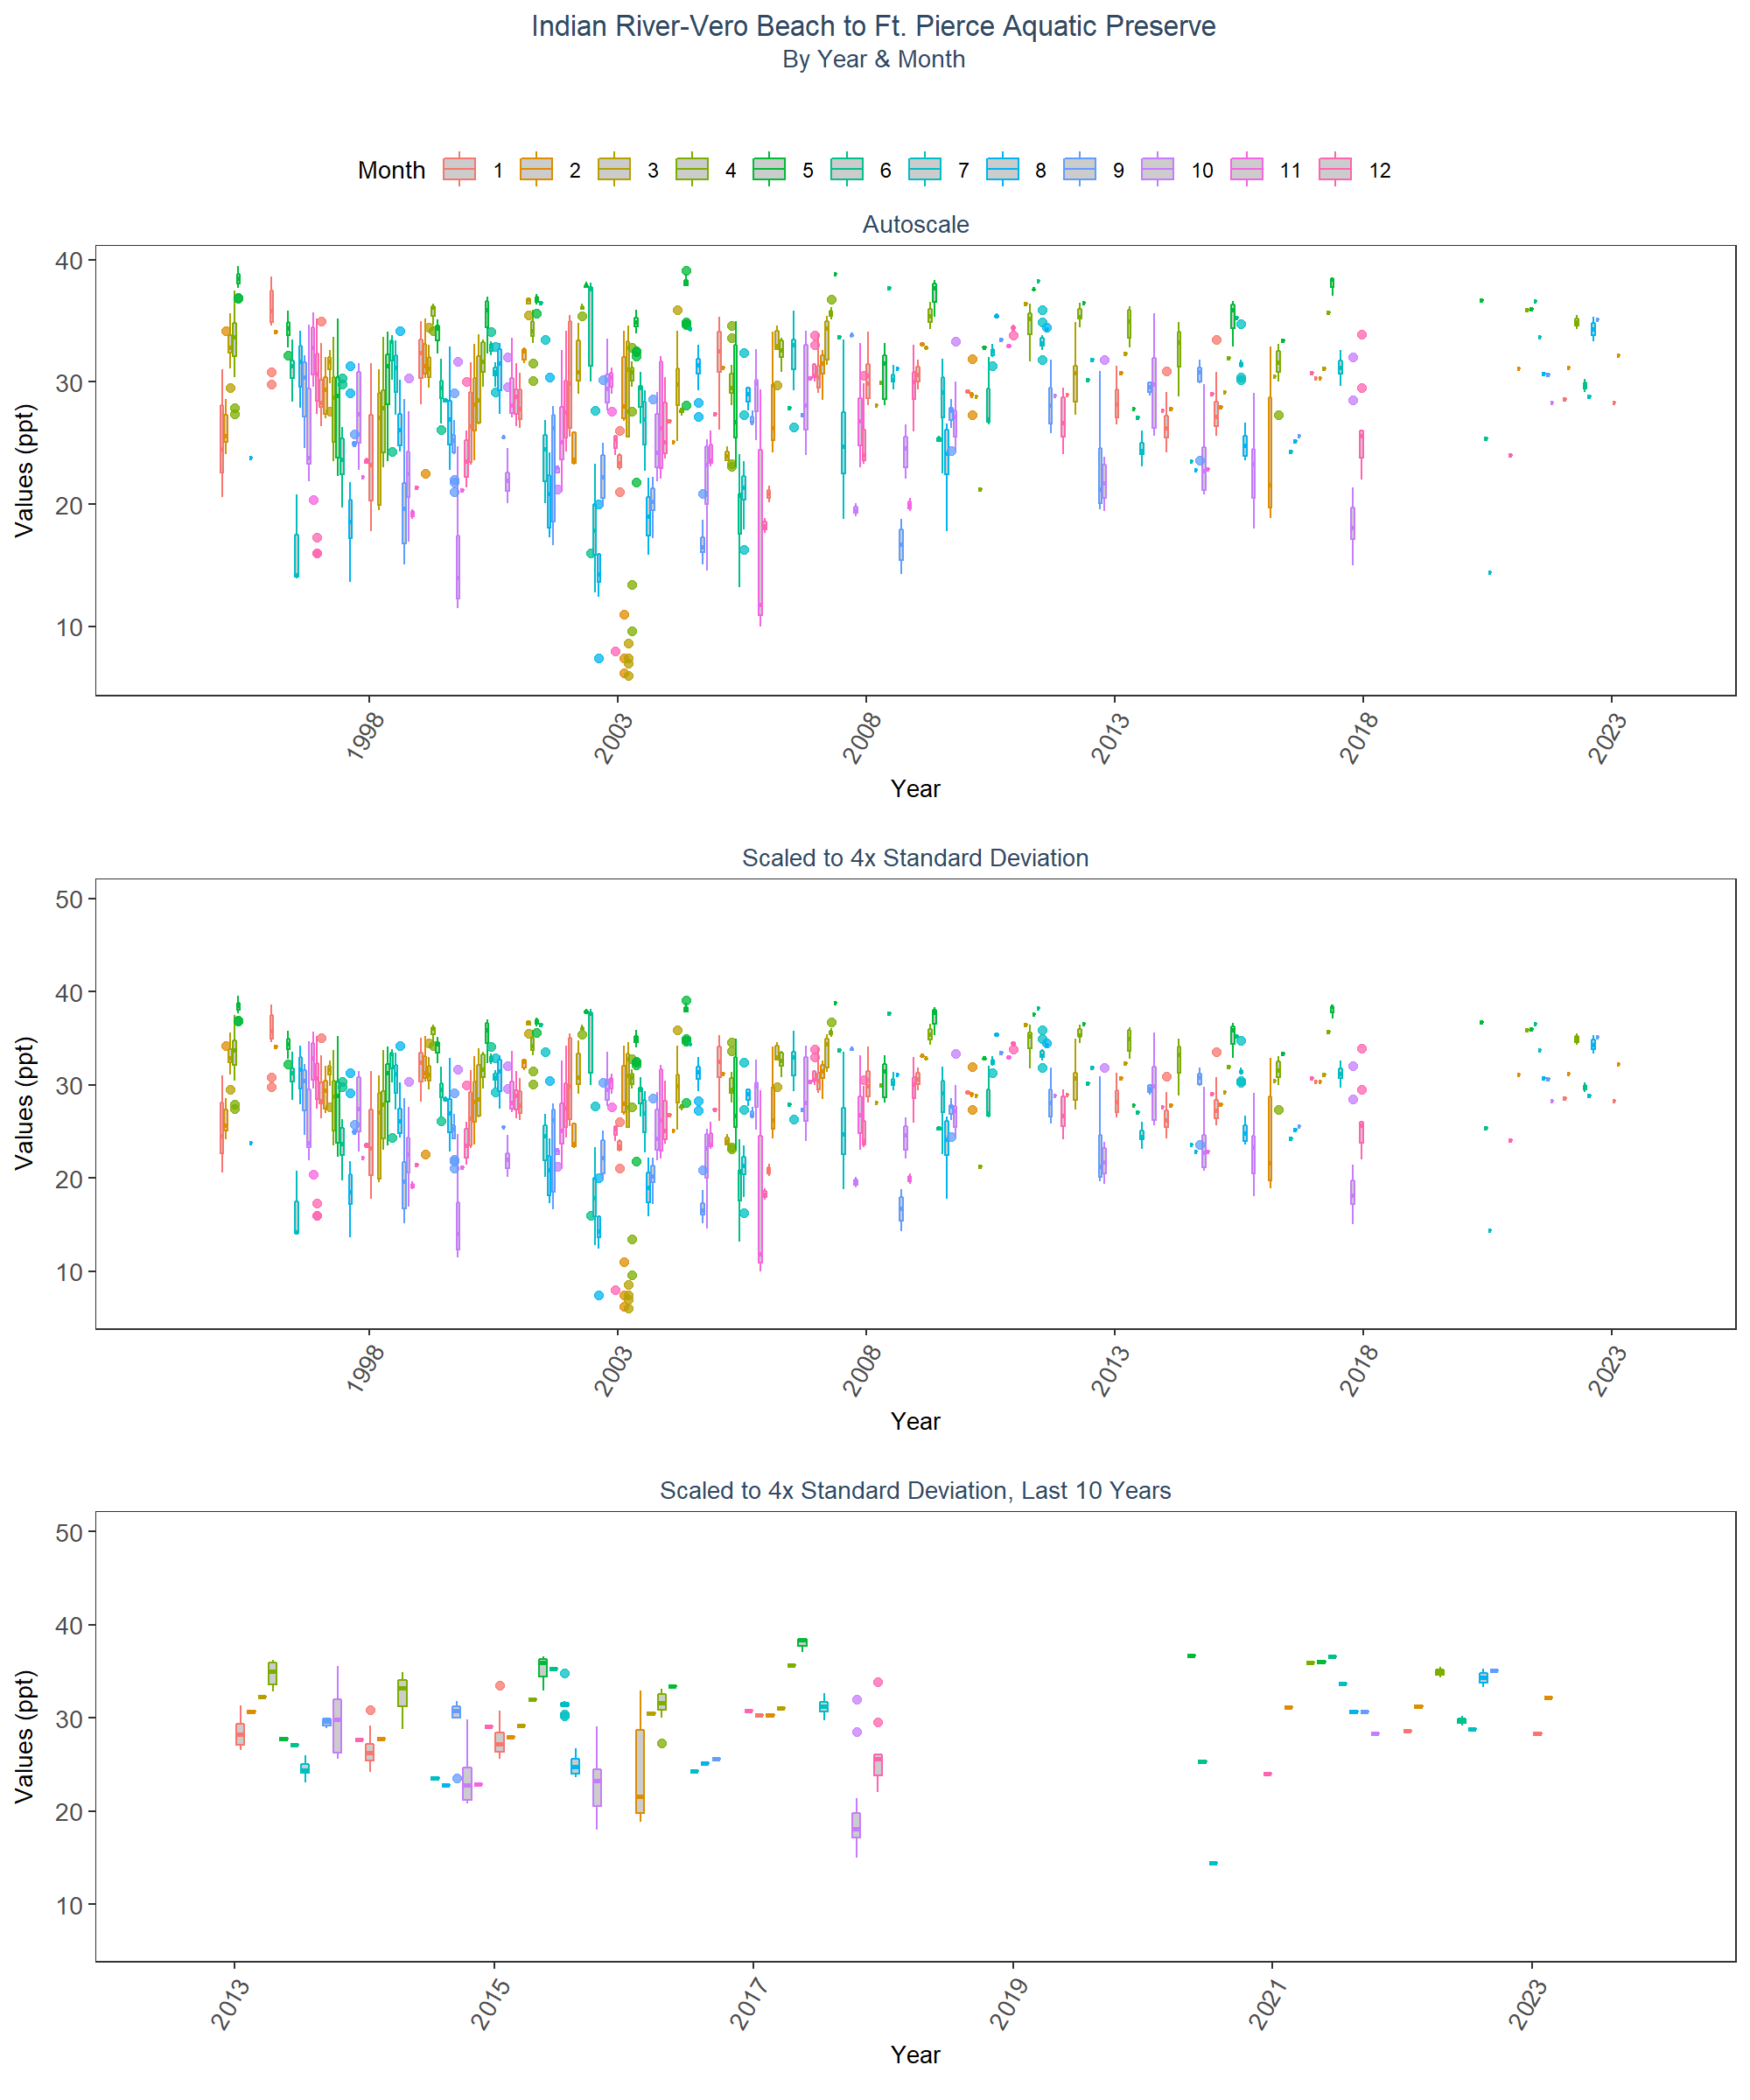 Indian River-Vero Beach to Ft. Pierce Aquatic Preserve
By Year & Month
Month 1 2 3 4 5 6 7 8 9 10 11 12
Autoscale
40
30
20
10
Values (ppt)
1998 2003 2008 2013 2018 2023
Year
Scaled to 4x Standard Deviation
50
40
30
20
10
Values (ppt)
1998 2003 2008 2013 2018 2023
Year
Scaled to 4x Standard Deviation, Last 10 Years
50
40
30
20
10
Values (ppt)
2013 2015 2017 2019 2021 2023
Year